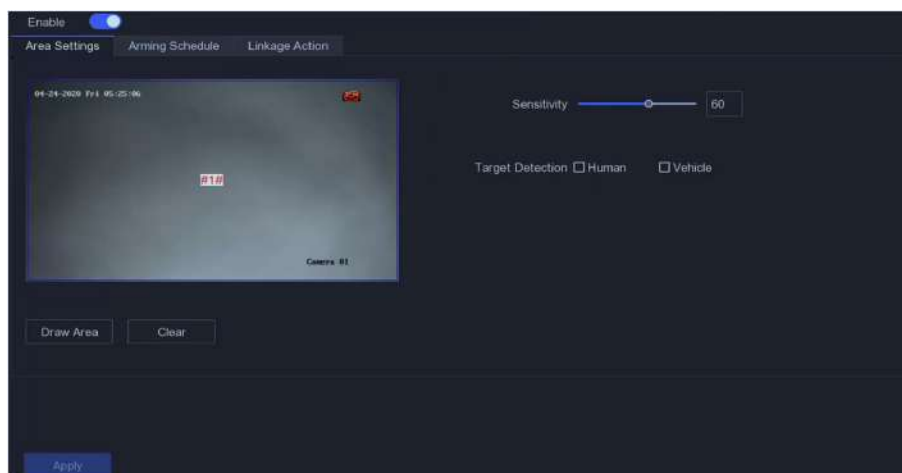 Enable
Area Settings Arming Schedule Linkage Action
04-24-2020 Fri 05:25:06
Sensitivity 60
Target Detection Human Vehicle
#1#
Camera 01
Draw Area Clear
Apply